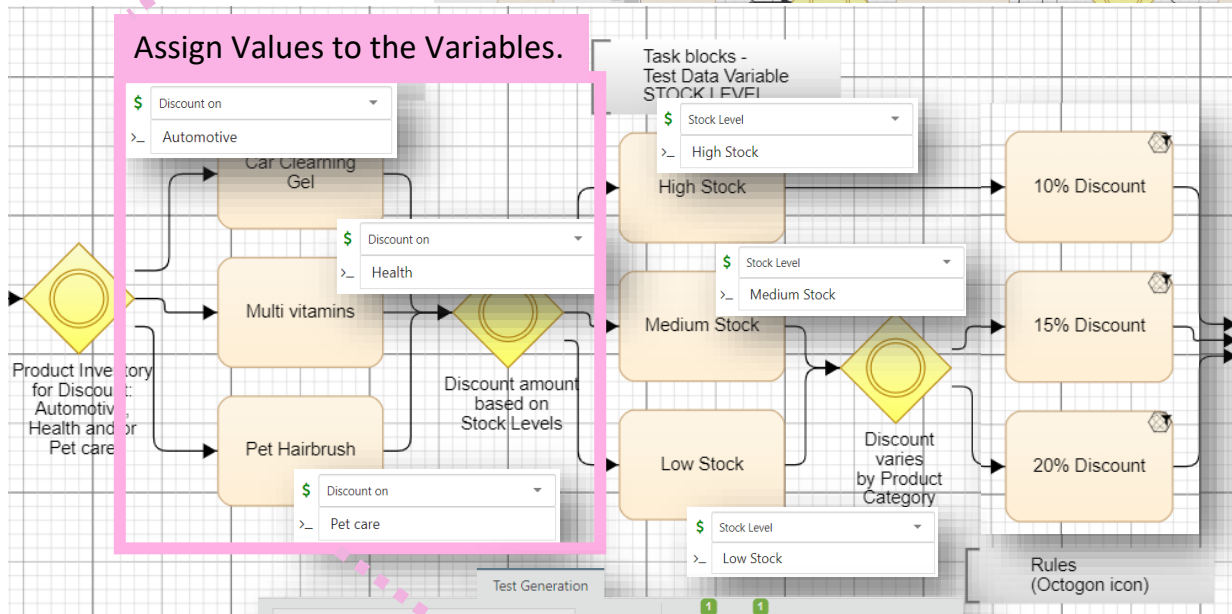 Assign Values to the Variables.
Task blocks -
Test Data Variable
STOCK LEVEL
$ Discount on
>_ Automotive
$ Stock Level
>_ High Stock
Car Clearning
Gel
High Stock
10% Discount
$ Discount on
>_ Health
$ Stock Level
>_ Medium Stock
Multi vitamins
Medium Stock
15% Discount
Product Inventory
for Discount:
Automotive,
Health and/or
Pet care
Discount amount
based on
Stock Levels
Pet Hairbrush
Low Stock
Discount
varies
by Product
Category
20% Discount
$ Discount on
>_ Pet care
$ Stock Level
>_ Low Stock
Rules
(Octogon icon)
Test Generation
1
1